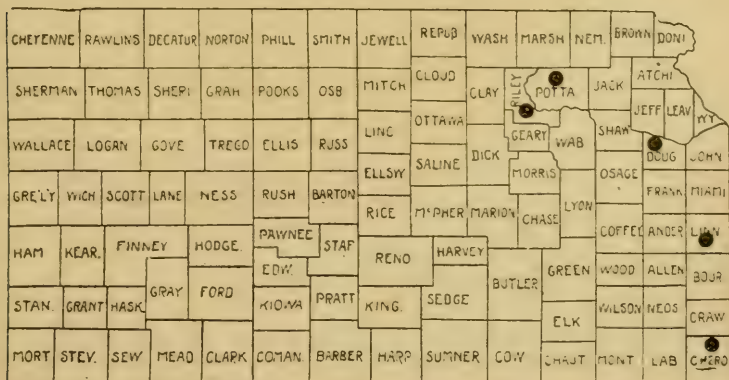 CHEYENNE RAWLINS DECATUR NORTON PHILL SMITH JEWELL REPUB WASH MARSH NEM. BROWN DONI
SHERMAN THOMAS SHERI GRAH POOKS OSB MITCH CLOUD CLAY RILEY POTTA JACK ATCHI
JEFF LEAV WY
WALLACE LOGAN GOVE TREGO ELLIS RUSS LINC OTTAWA DICK GEARY WAB SHAW DOUG JOHN
ELLSW SALINE MORRIS OSAGE
GRE'LY WICH SCOTT LANE NESS RUSH BARTON RICE McPHER MARION CHASE LYON FRANK MIAMI
HAM KEAR. FINNEY HODGE. PAWNEE STAF RENO HARVEY COFFEE ANDER LINN
EDW.
GRAY FORD BUTLER GREEN WOOD ALLEN BOUR
STAN. GRANT HASK. KIOWA PRATT KING. SEDGE ELK WILSON NEOS CRAW
MORT STEV. SEW MEAD CLARK COMAN. BARBER HARP SUMNER COW CHAUT MONT LAB CHERO